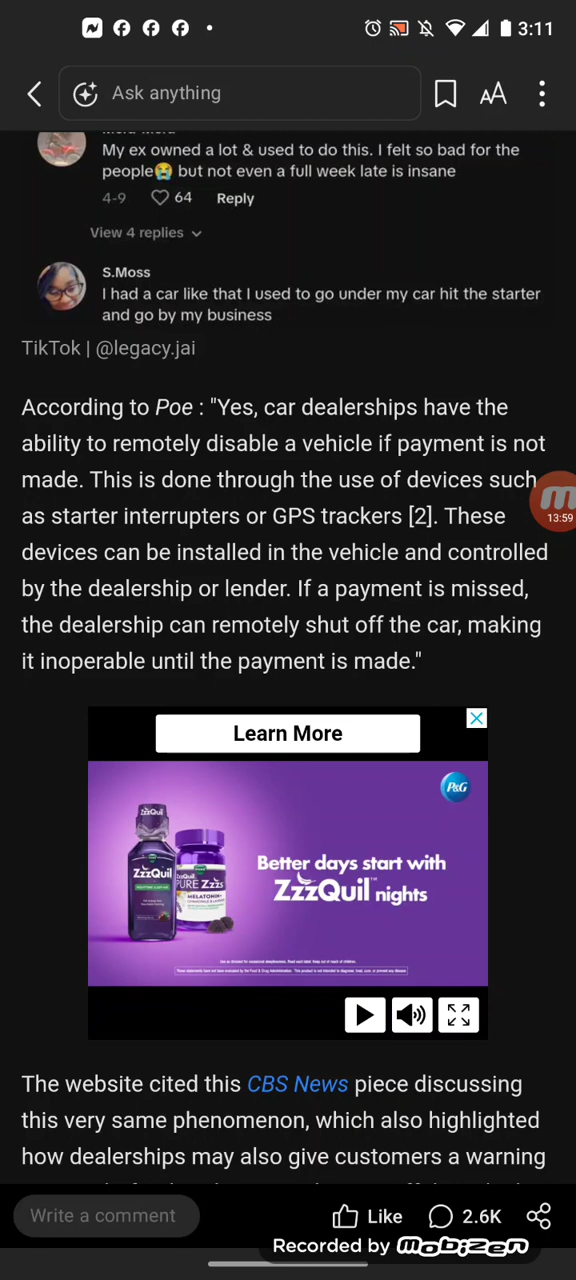 3:11
Ask anything
My ex owned a lot & used to do this. I felt so bad for the
people😭 but not even a full week late is insane
4-9 64 Reply
View 4 replies
S.Moss
I had a car like that I used to go under my car hit the starter
and go by my business
TikTok | @legacy.jai
According to Poe : "Yes, car dealerships have the
ability to remotely disable a vehicle if payment is not
made. This is done through the use of devices such
as starter interrupters or GPS trackers [2]. These
devices can be installed in the vehicle and controlled
by the dealership or lender. If a payment is missed,
the dealership can remotely shut off the car, making
it inoperable until the payment is made."
13:59
Learn More
P&G
Better days start with
ZzzQuil™ nights
ZzzQuil
ZzzQuil
PURE Zzzs
MELATONIN
The website cited this CBS News piece discussing
this very same phenomenon, which also highlighted
how dealerships may also give customers a warning
Write a comment
Like
2.6K
Recorded by mobizen